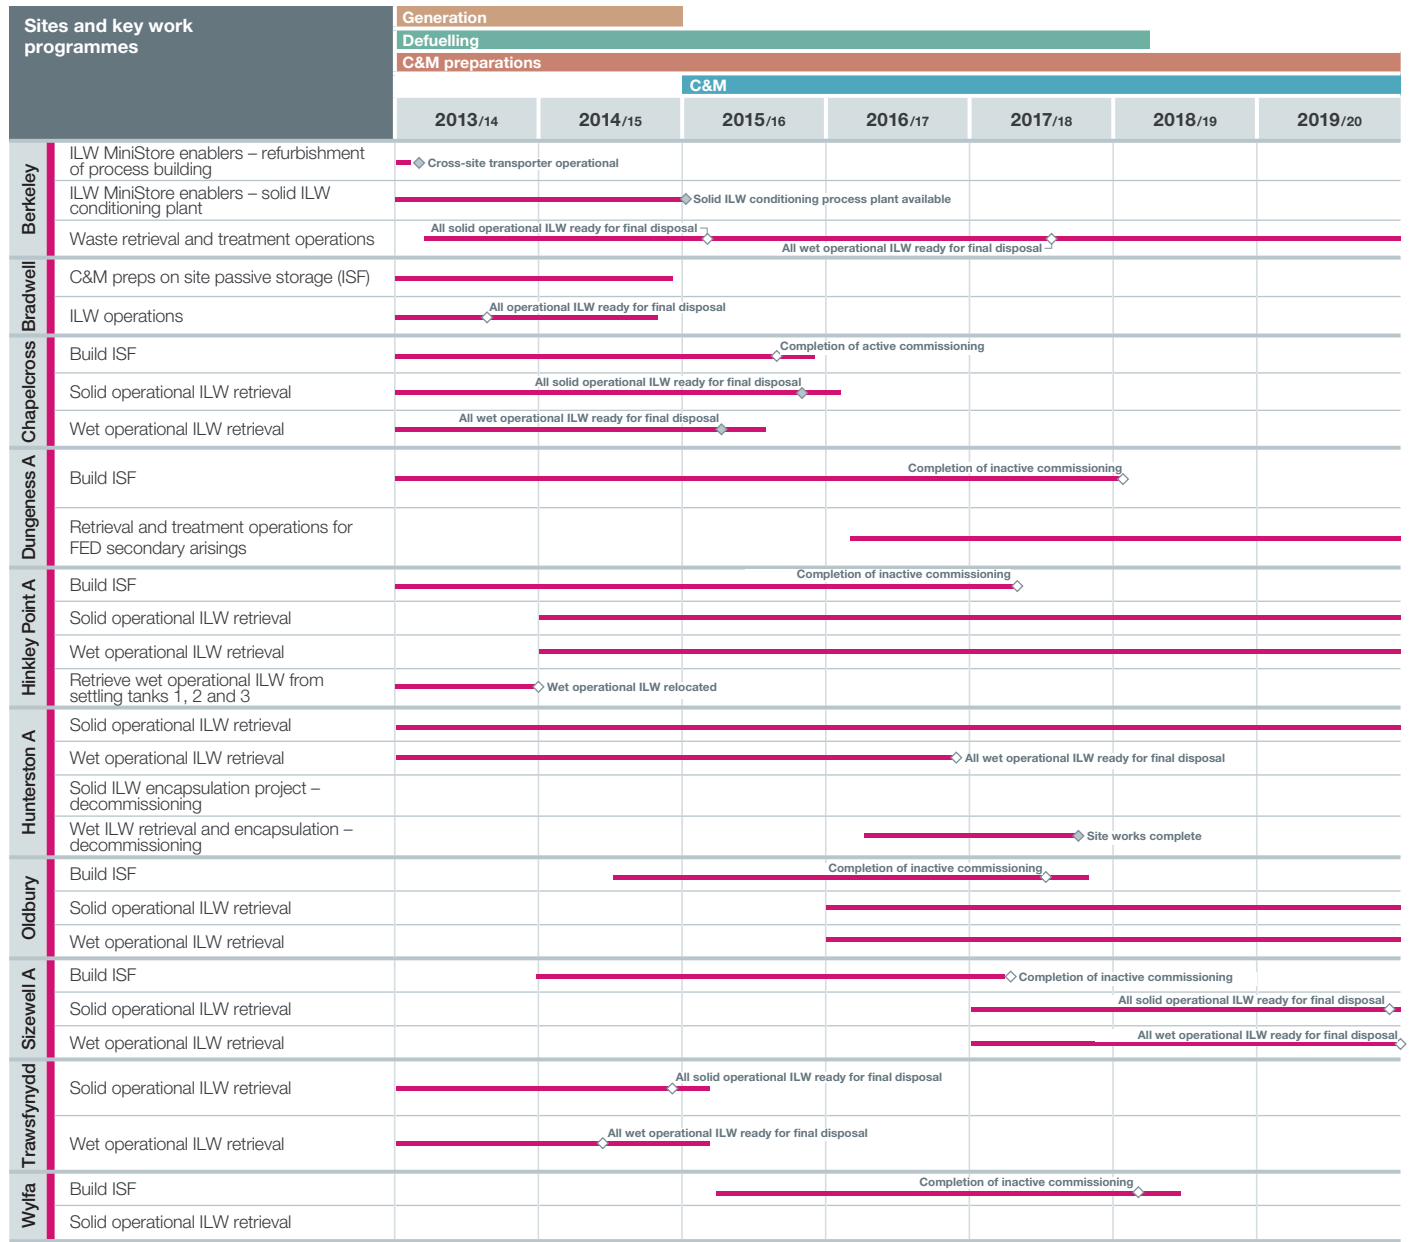 Sites and key work
programmes
Generation
Defuelling
C&M preparations
C&M
2013/14 2014/15 2015/16 2016/17 2017/18 2018/19 2019/20
Berkeley
ILW MiniStore enablers – refurbishment
of process building
Cross-site transporter operational
ILW MiniStore enablers – solid ILW
conditioning plant
Solid ILW conditioning process plant available
Waste retrieval and treatment operations
All solid operational ILW ready for final disposal
All wet operational ILW ready for final disposal
Bradwell
C&M preps on site passive storage (ISF)
ILW operations
All operational ILW ready for final disposal
Chapelcross
Build ISF
Completion of active commissioning
Solid operational ILW retrieval
All solid operational ILW ready for final disposal
Wet operational ILW retrieval
All wet operational ILW ready for final disposal
Dungeness A
Build ISF
Completion of inactive commissioning
Retrieval and treatment operations for
FED secondary arisings
Hinkley Point A
Build ISF
Completion of inactive commissioning
Solid operational ILW retrieval
Wet operational ILW retrieval
Retrieve wet operational ILW from
settling tanks 1, 2 and 3
Wet operational ILW relocated
Hunterston A
Solid operational ILW retrieval
Wet operational ILW retrieval
All wet operational ILW ready for final disposal
Solid ILW encapsulation project –
decommissioning
Wet ILW retrieval and encapsulation –
decommissioning
Site works complete
Oldbury
Build ISF
Completion of inactive commissioning
Solid operational ILW retrieval
Wet operational ILW retrieval
Sizewell A
Build ISF
Completion of inactive commissioning
Solid operational ILW retrieval
All solid operational ILW ready for final disposal
Wet operational ILW retrieval
All wet operational ILW ready for final disposal
Trawsfynydd
Solid operational ILW retrieval
All solid operational ILW ready for final disposal
Wet operational ILW retrieval
All wet operational ILW ready for final disposal
Wylfa
Build ISF
Completion of inactive commissioning
Solid operational ILW retrieval